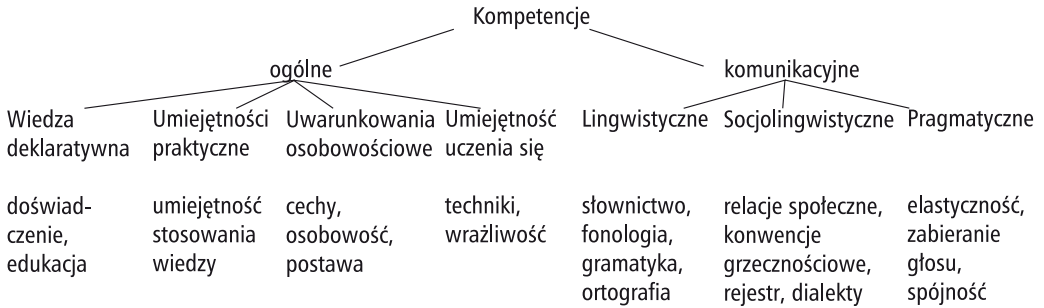 Kompetencje
ogólne
komunikacyjne
Wiedza
deklaratywna
Umiejętności
praktyczne
Uwarunkowania
osobowościowe
Umiejętność
uczenia się
Lingwistyczne
Socjolingwistyczne
Pragmatyczne
doświad-
czenie,
edukacja
umiejętność
stosowania
wiedzy
cechy,
osobowość,
postawa
techniki,
wrażliwość
słownictwo,
fonologia,
gramatyka,
ortografia
relacje społeczne,
konwencje
grzecznościowe,
rejestr, dialekty
elastyczność,
zabieranie
głosu,
spójność